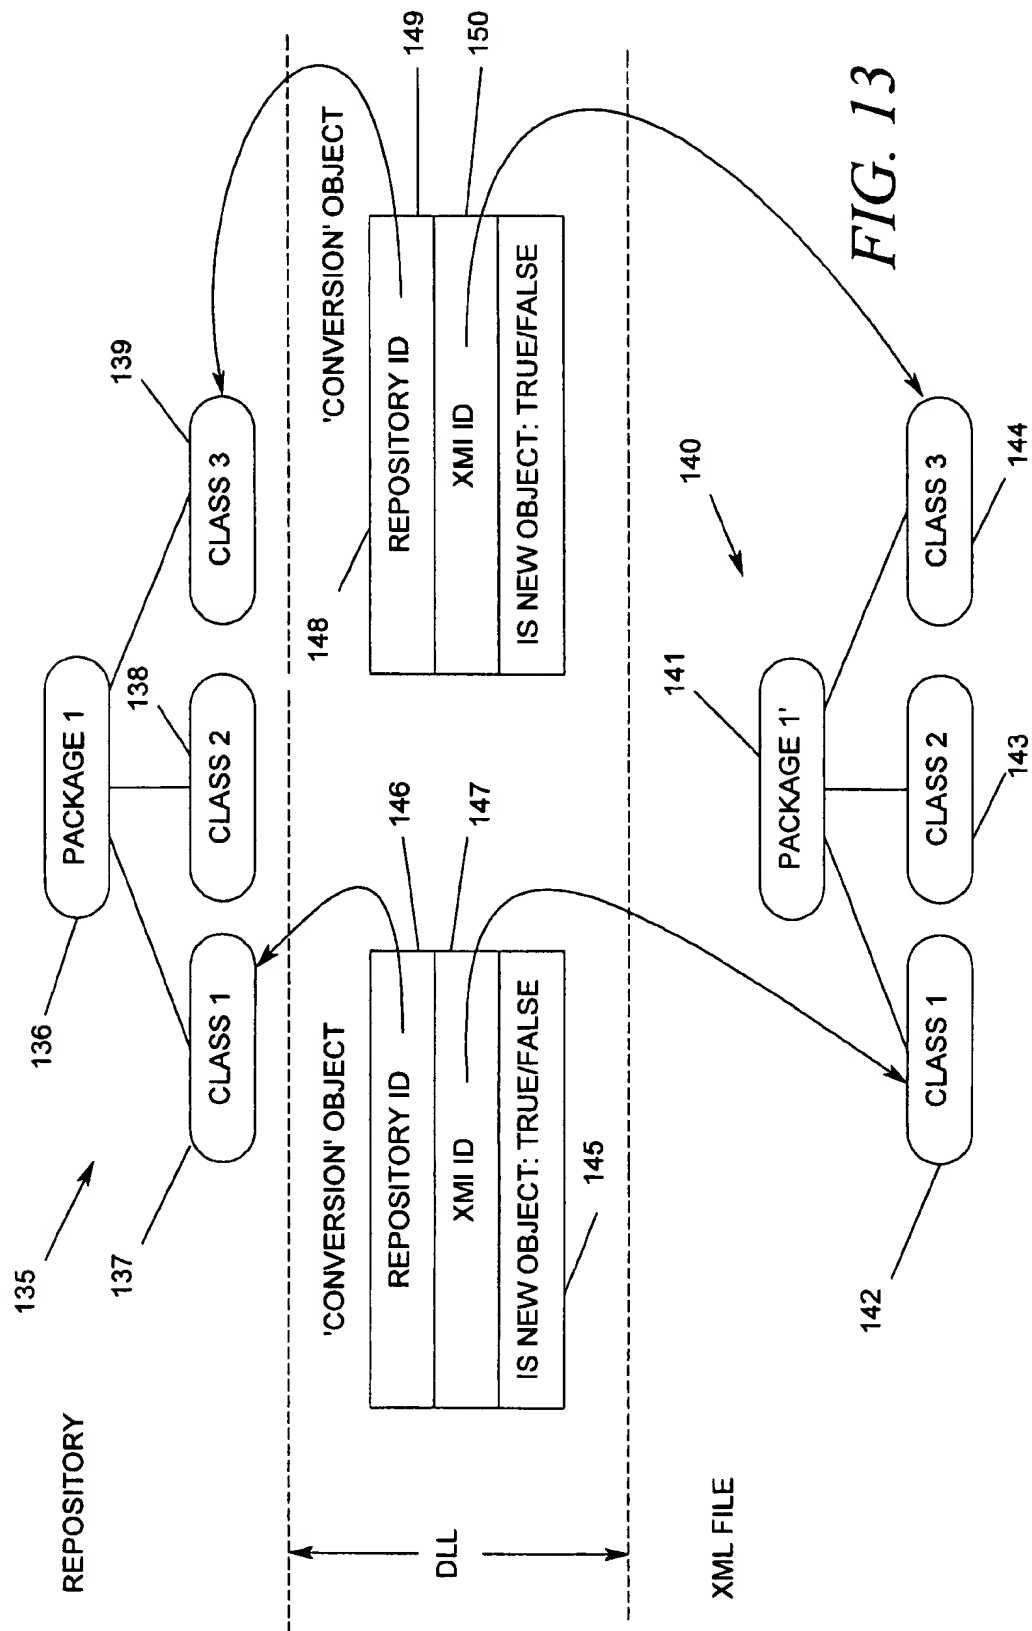 REPOSITORY
135
136
PACKAGE 1
137
CLASS 1
138
CLASS 2
139
CLASS 3
DLL
'CONVERSION' OBJECT
REPOSITORY ID
146
XMI ID
147
IS NEW OBJECT: TRUE/FALSE
145
'CONVERSION' OBJECT
148
REPOSITORY ID
149
XMI ID
150
IS NEW OBJECT: TRUE/FALSE
XML FILE
140
141
PACKAGE 1'
CLASS 1
142
CLASS 2
143
CLASS 3
144
FIG. 13